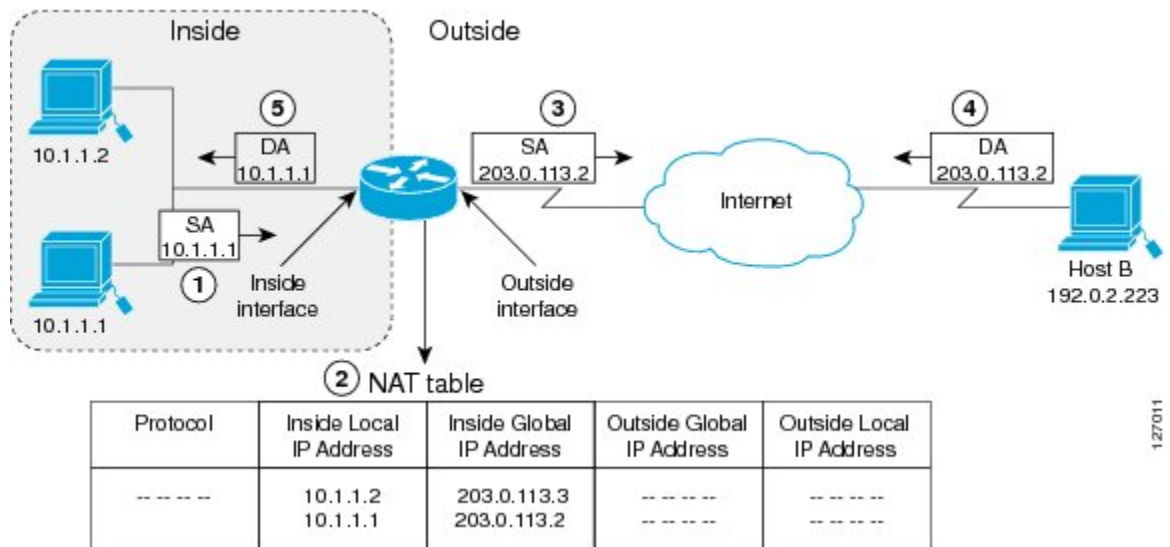 Inside
Outside
10.1.1.2
5
DA
10.1.1.1
3
SA
203.0.113.2
4
DA
203.0.113.2
Internet
SA
10.1.1.1
1
10.1.1.1
Inside
interface
Outside
interface
Host B
192.0.2.223
2 NAT table
Protocol
Inside Local
IP Address
Inside Global
IP Address
Outside Global
IP Address
Outside Local
IP Address
-- -- -- -- 10.1.1.2 203.0.113.3 -- -- -- -- -- -- -- --
10.1.1.1 203.0.113.2 -- -- -- -- -- -- -- --
127011